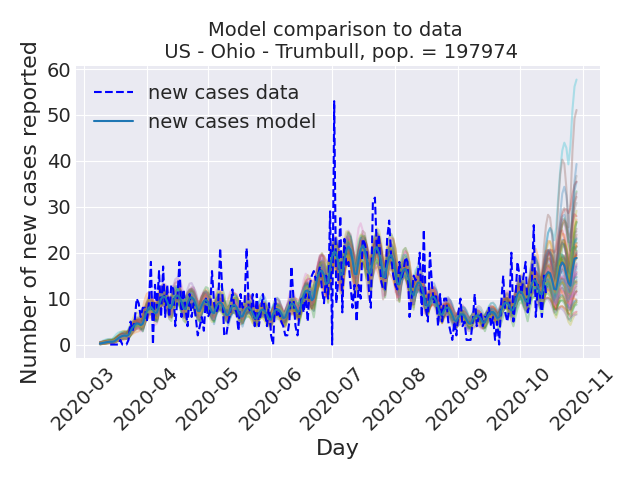 Model comparison to data
US - Ohio - Trumbull, pop. = 197974
Number of new cases reported
60
50
40
30
20
10
0
new cases data
new cases model
2020-03
2020-04
2020-05
2020-06
2020-07
2020-08
2020-09
2020-10
2020-11
Day